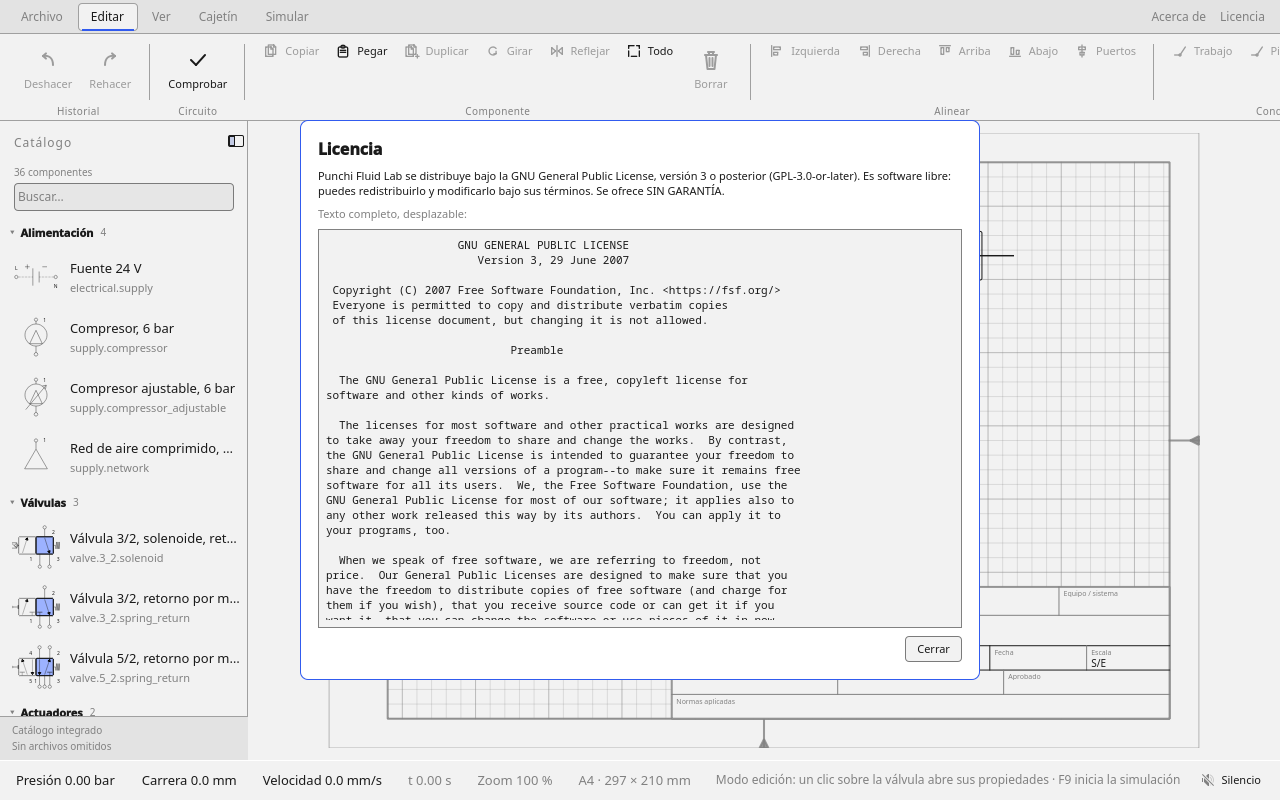 Archivo Editar Ver Cajetín Simular Acerca de Licencia
Copiar Pegar Duplicar Girar Reflejar Todo Izquierda Derecha Arriba Abajo Puertos Trabajo
Deshacer Rehacer Comprobar Borrar
Historial Circuito Componente Alinear
Catálogo
36 componentes
Buscar...
Alimentación 4
Fuente 24 V
electrical.supply
Compresor, 6 bar
supply.compressor
Compresor ajustable, 6 bar
supply.compressor_adjustable
Red de aire comprimido, ...
supply.network
Válvulas 3
Válvula 3/2, solenoide, ret...
valve.3_2.solenoid
Válvula 3/2, retorno por m...
valve.3_2.spring_return
Válvula 5/2, retorno por m...
valve.5_2.spring_return
Actuadores 2
Catálogo integrado
Sin archivos omitidos
Licencia
Punchi Fluid Lab se distribuye bajo la GNU General Public License, versión 3 o posterior (GPL-3.0-or-later). Es software libre:
puedes redistribuirlo y modificarlo bajo sus términos. Se ofrece SIN GARANTÍA.
Texto completo, desplazable:
GNU GENERAL PUBLIC LICENSE
Version 3, 29 June 2007
Copyright (C) 2007 Free Software Foundation, Inc. <https://fsf.org/>
Everyone is permitted to copy and distribute verbatim copies
of this license document, but changing it is not allowed.
Preamble
The GNU General Public License is a free, copyleft license for
software and other kinds of works.
The licenses for most software and other practical works are designed
to take away your freedom to share and change the works.  By contrast,
the GNU General Public License is intended to guarantee your freedom to
share and change all versions of a program--to make sure it remains free
software for all its users.  We, the Free Software Foundation, use the
GNU General Public License for most of our software; it applies also to
any other work released this way by its authors.  You can apply it to
your programs, too.
When we speak of free software, we are referring to freedom, not
price.  Our General Public Licenses are designed to make sure that you
have the freedom to distribute copies of free software (and charge for
them if you wish), that you receive source code or can get it if you
want it, that you can change the software or use pieces of it in new
Cerrar
Equipo / sistema
Fecha
Escala
S/E
Aprobado
Normas aplicadas
Presión 0.00 bar Carrera 0.0 mm Velocidad 0.0 mm/s t 0.00 s Zoom 100 % A4 · 297 × 210 mm Modo edición: un clic sobre la válvula abre sus propiedades · F9 inicia la simulación Silencio